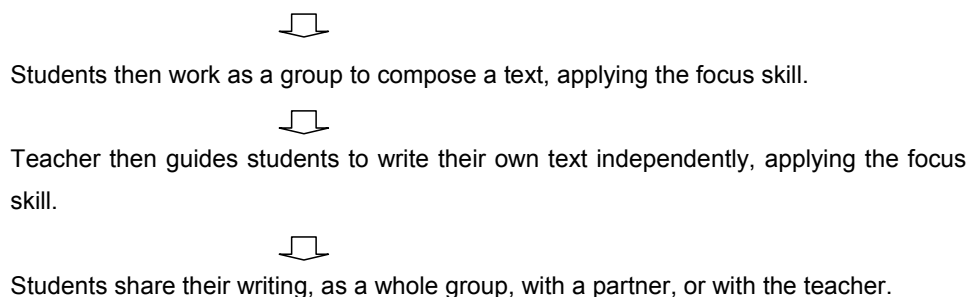 Students then work as a group to compose a text, applying the focus skill.
Teacher then guides students to write their own text independently, applying the focus
skill.
Students share their writing, as a whole group, with a partner, or with the teacher.